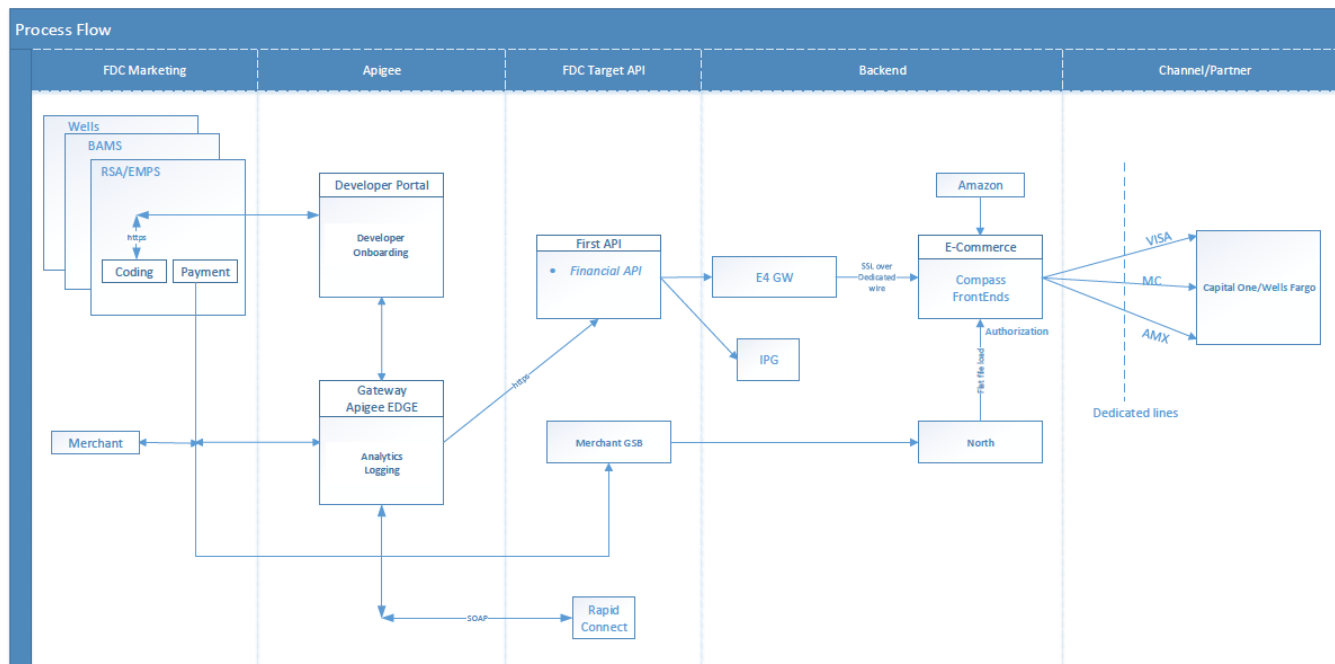 Process Flow
FDC Marketing
Apigee
FDC Target API
Backend
Channel/Partner
Wells
BAMS
RSA/EMPS
https
Coding
Payment
Merchant
Developer Portal
Developer
Onboarding
Gateway
Apigee EDGE
Analytics
Logging
https
SOAP
First API
• Financial API
Merchant GSB
Rapid
Connect
E4 GW
IPG
SSL over
Dedicated
wire
Amazon
E-Commerce
Compass
FrontEnds
Authorization
Flat file load
North
VISA
MC
AMX
Dedicated lines
Capital One/Wells Fargo